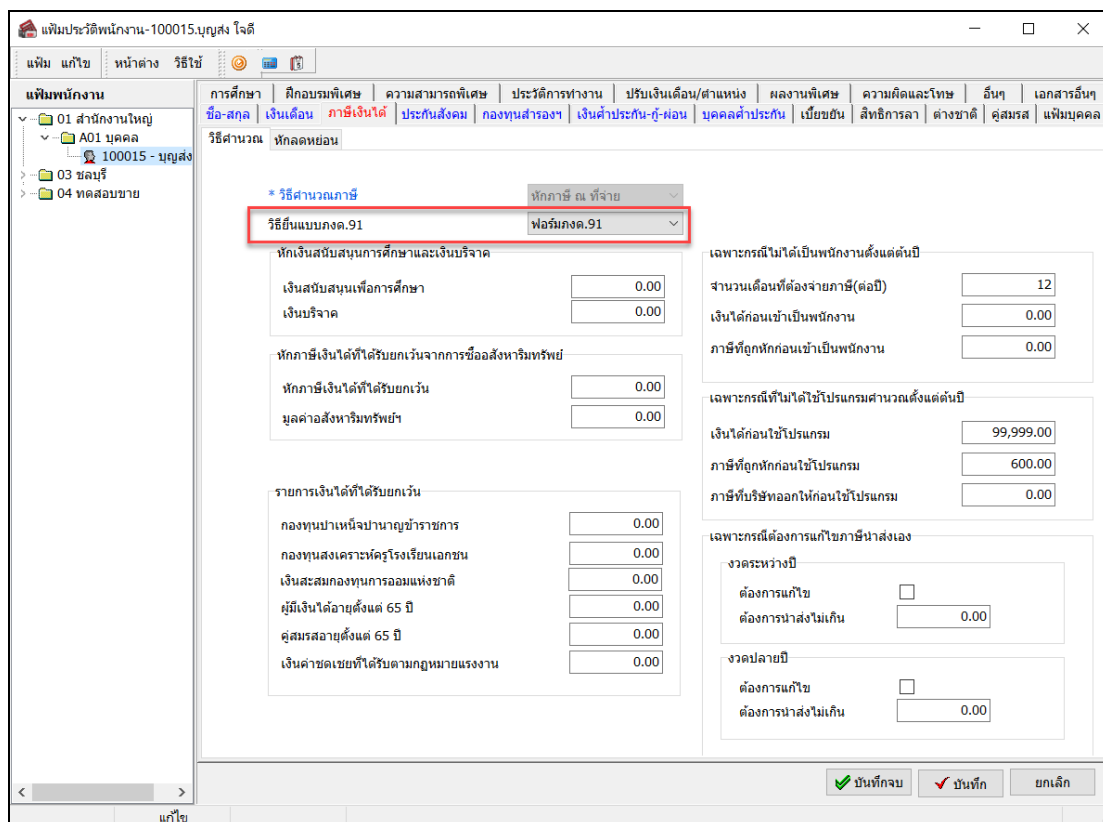 แฟ้มประวัติพนักงาน-100015.บุญส่ง ใจดี
แฟ้ม แก้ไข หน้าต่าง วิธีใช้
แฟ้มพนักงาน
01 สำนักงานใหญ่
A01 บุคคล
100015 - บุญส่ง
03 ชลบุรี
04 ทดสอบขาย
การศึกษา ฝึกอบรมพิเศษ ความสามารถพิเศษ ประวัติการทำงาน ปรับเงินเดือน/ตำแหน่ง ผลงานพิเศษ ความผิดและโทษ อื่นๆ เอกสารอื่นๆ
ชื่อ-สกุล เงินเดือน ภาษีเงินได้ ประกันสังคม กองทุนสำรองฯ เงินค้ำประกัน-กู้-ผ่อน บุคคลค้ำประกัน เบี้ยขยัน สิทธิการลา ต่างชาติ คู่สมรส แฟ้มบุคคล
วิธีคำนวณ หักลดหย่อน
* วิธีคำนวณภาษี หักภาษี ณ ที่จ่าย
วิธียื่นแบบภงด.91 ฟอร์มภงด.91
หักเงินสนับสนุนการศึกษาและเงินบริจาค
เงินสนับสนุนเพื่อการศึกษา 0.00
เงินบริจาค 0.00
หักภาษีเงินได้ที่ได้รับยกเว้นจากการซื้ออสังหาริมทรัพย์
หักภาษีเงินได้ที่ได้รับยกเว้น 0.00
มูลค่าอสังหาริมทรัพย์ฯ 0.00
รายการเงินได้ที่ได้รับยกเว้น
กองทุนบำเหน็จบำนาญข้าราชการ 0.00
กองทุนสงเคราะห์ครูโรงเรียนเอกชน 0.00
เงินสะสมกองทุนการออมแห่งชาติ 0.00
ผู้มีเงินได้อายุตั้งแต่ 65 ปี 0.00
คู่สมรสอายุตั้งแต่ 65 ปี 0.00
เงินค่าชดเชยที่ได้รับตามกฎหมายแรงงาน 0.00
เฉพาะกรณีไม่ได้เป็นพนักงานตั้งแต่ต้นปี
จำนวนเดือนที่ต้องจ่ายภาษี(ต่อปี) 12
เงินได้ก่อนเข้าเป็นพนักงาน 0.00
ภาษีที่ถูกหักก่อนเข้าเป็นพนักงาน 0.00
เฉพาะกรณีที่ไม่ได้ใช้โปรแกรมคำนวณตั้งแต่ต้นปี
เงินได้ก่อนใช้โปรแกรม 99,999.00
ภาษีที่ถูกหักก่อนใช้โปรแกรม 600.00
ภาษีที่บริษัทออกให้ก่อนใช้โปรแกรม 0.00
เฉพาะกรณีต้องการแก้ไขภาษีนำส่งเอง
งวดระหว่างปี
ต้องการแก้ไข
ต้องการนำส่งไม่เกิน 0.00
งวดปลายปี
ต้องการแก้ไข
ต้องการนำส่งไม่เกิน 0.00
บันทึกจบ บันทึก ยกเลิก
แก้ไข